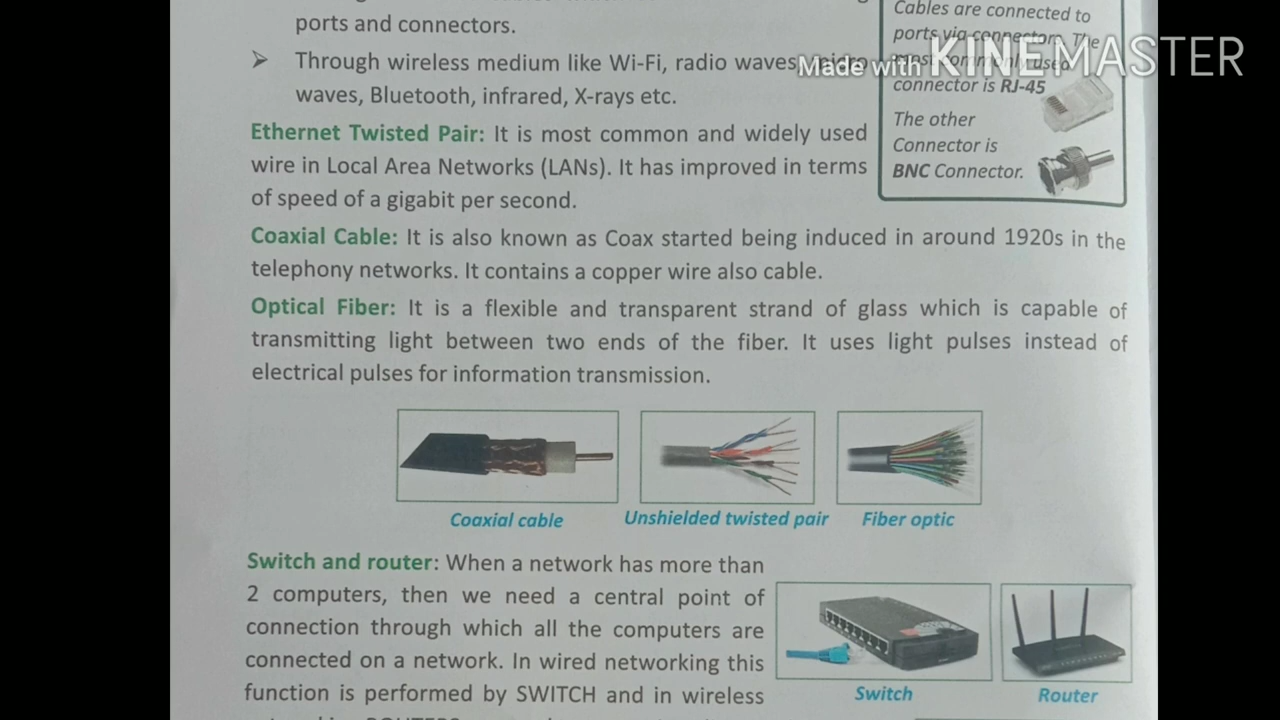 ports and connectors.
➢ Through wireless medium like Wi-Fi, radio waves, micro
waves, Bluetooth, infrared, X-rays etc.
Ethernet Twisted Pair: It is most common and widely used
wire in Local Area Networks (LANs). It has improved in terms
of speed of a gigabit per second.
Cables are connected to
ports via connectors. The
most commonly used
connector is RJ-45
The other
Connector is
BNC Connector.
Made with KINEMASTER
Coaxial Cable: It is also known as Coax started being induced in around 1920s in the
telephony networks. It contains a copper wire also cable.
Optical Fiber: It is a flexible and transparent strand of glass which is capable of
transmitting light between two ends of the fiber. It uses light pulses instead of
electrical pulses for information transmission.
Coaxial cable
Unshielded twisted pair
Fiber optic
Switch and router: When a network has more than
2 computers, then we need a central point of
connection through which all the computers are
connected on a network. In wired networking this
function is performed by SWITCH and in wireless
Switch
Router